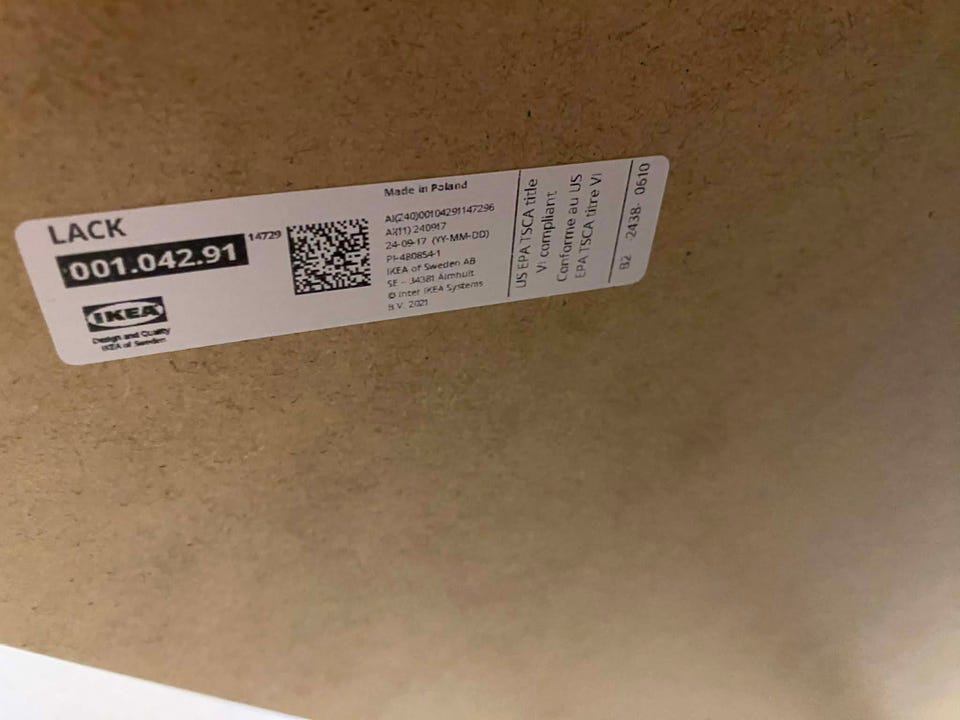 LACK
001.042.91
14729
IKEA
Design and Quality
IKEA of Sweden
Made in Poland
AI(240)00104291147296
AI(11) 240917
24-09-17 (YY-MM-DD)
PI-480854-1
IKEA of Sweden AB
SE - 34381 Älmhult
© Inter IKEA Systems
B.V. 2021
US EPA TSCA title
VI compliant
Conforme au US
EPA TSCA titre VI
B2 -2438- 0610